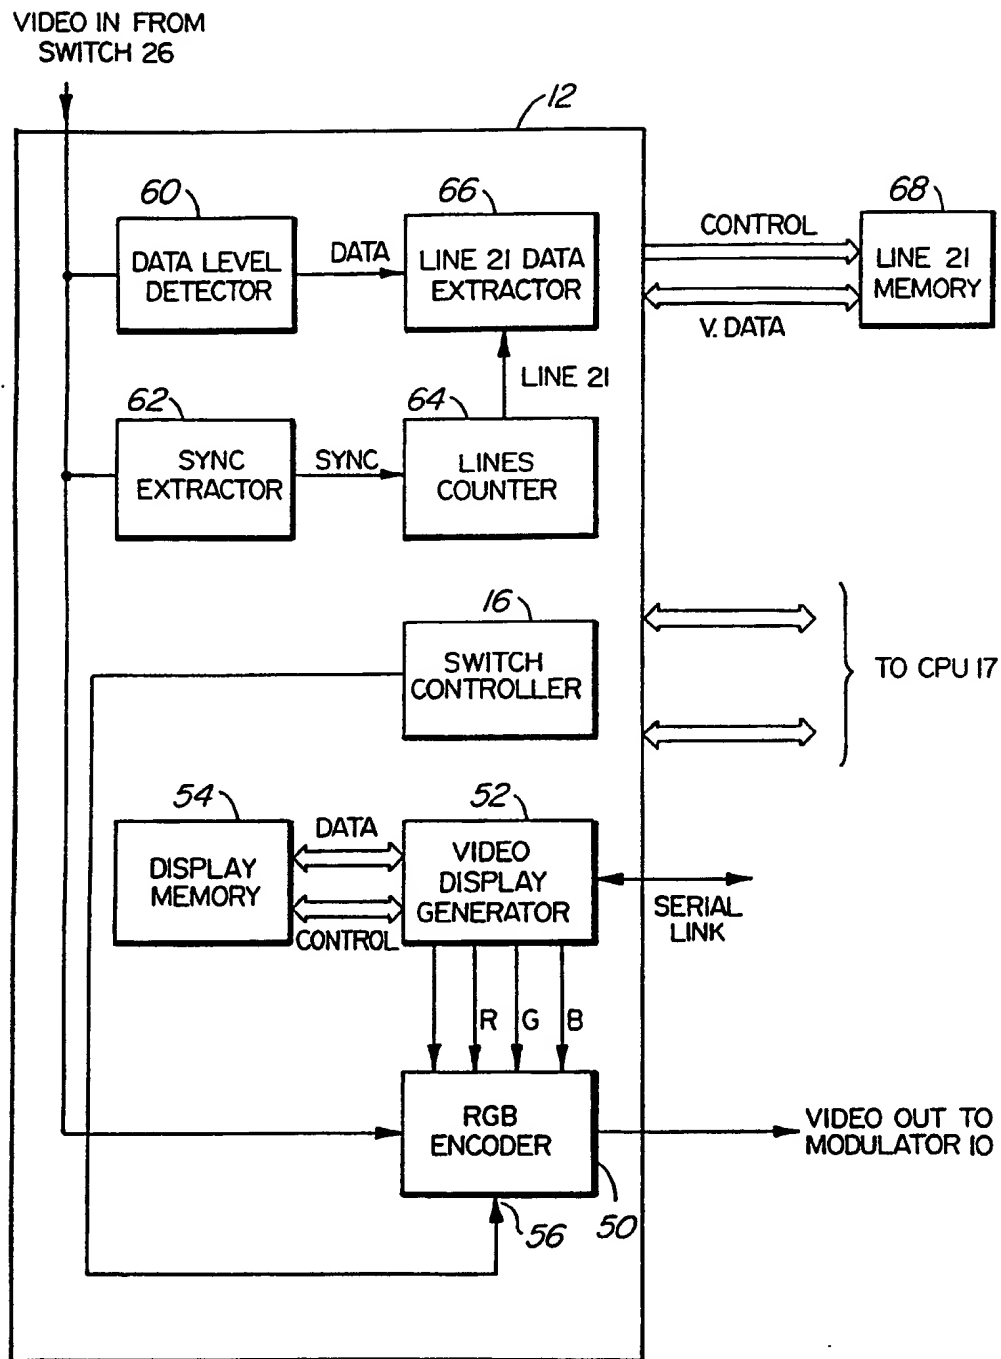 VIDEO IN FROM
SWITCH 26
12
60
DATA LEVEL
DETECTOR
DATA
66
LINE 21 DATA
EXTRACTOR
CONTROL
V. DATA
68
LINE 21
MEMORY
LINE 21
62
SYNC
EXTRACTOR
SYNC
64
LINES
COUNTER
16
SWITCH
CONTROLLER
TO CPU 17
54
DISPLAY
MEMORY
DATA
CONTROL
52
VIDEO
DISPLAY
GENERATOR
SERIAL
LINK
R G B
RGB
ENCODER
VIDEO OUT TO
MODULATOR 10
56
50